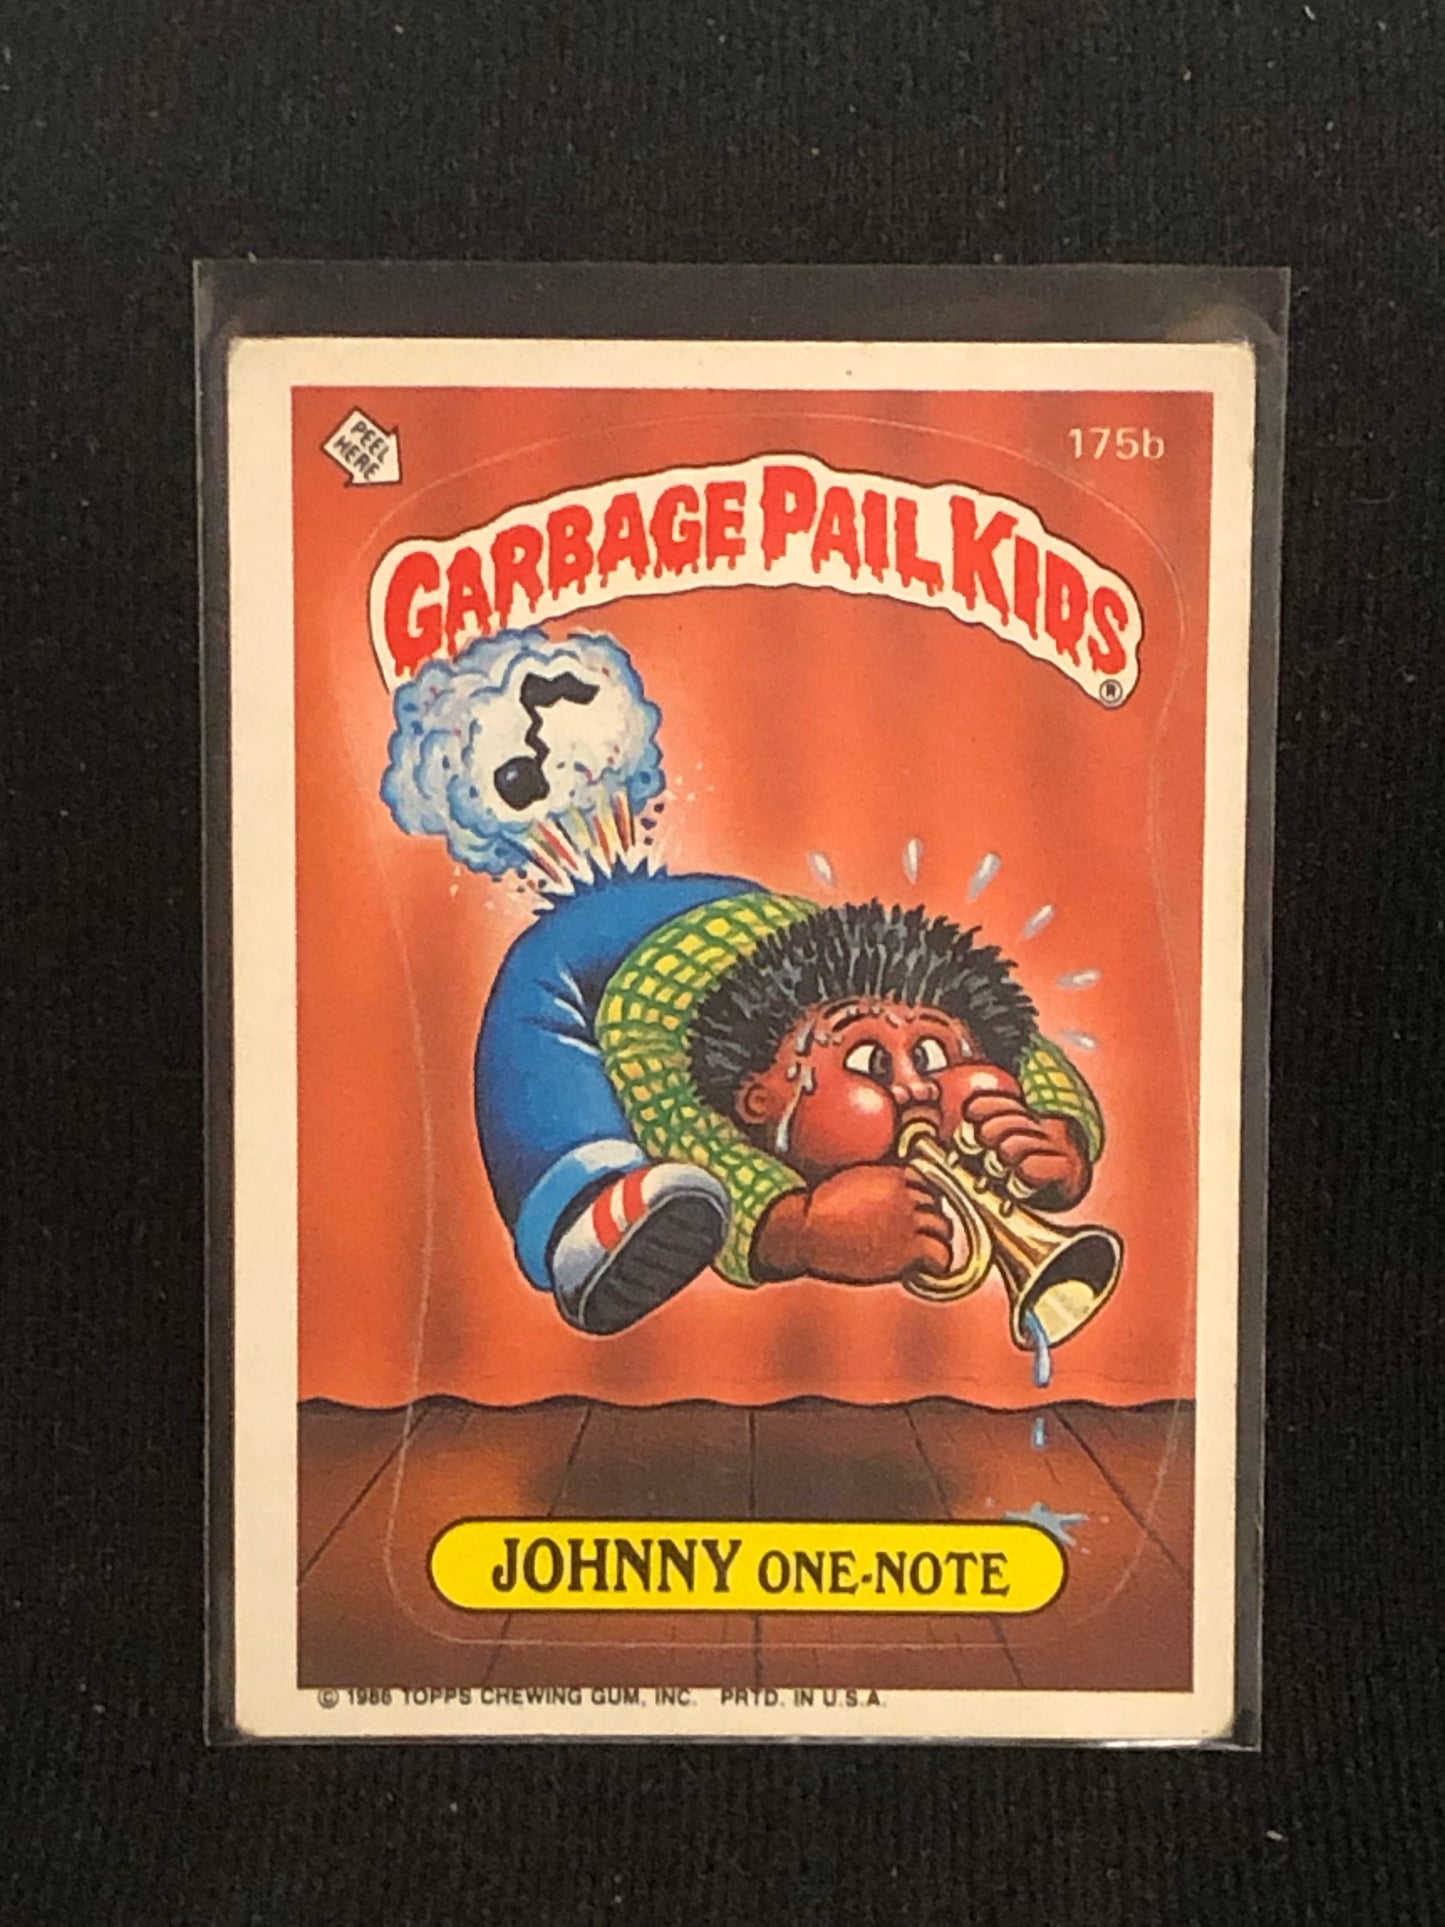 PEEL
HERE
175b
GARBAGE PAIL KIDS
®
JOHNNY ONE-NOTE
© 1986 TOPPS CHEWING GUM, INC. PRTD. IN U.S.A.